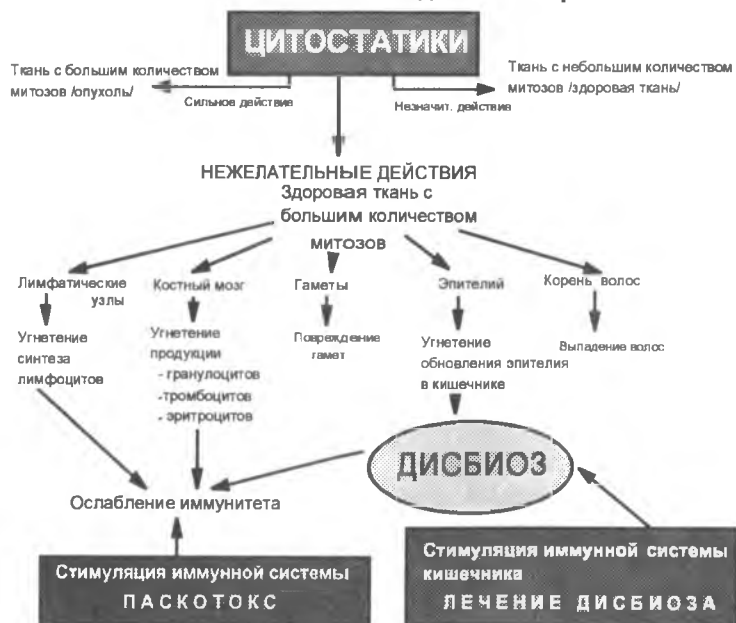 ЦИТОСТАТИКИ
Ткань с большим количеством
митозов /опухоль/
Сильное действие
Незначит. действие
Ткань с небольшим количеством
митозов /здоровая ткань/
НЕЖЕЛАТЕЛЬНЫЕ ДЕЙСТВИЯ
Здоровая ткань с
большим количеством
митозов
Лимфатические
узлы
Костный мозг
Гаметы
Эпителий
Корень волос
Угнетение
синтеза
лимфоцитов
Угнетение
продукции
- гранулоцитов
-тромбоцитов
- эритроцитов
Повреждение
гамет
Угнетение
обновления эпителия
в кишечнике
Выпадение волос
ДИСБИОЗ
Ослабление иммунитета
Стимуляция иммунной системы
ПАСКОТОКС
Стимуляция иммунной системы
кишечника
ЛЕЧЕНИЕ ДИСБИОЗА